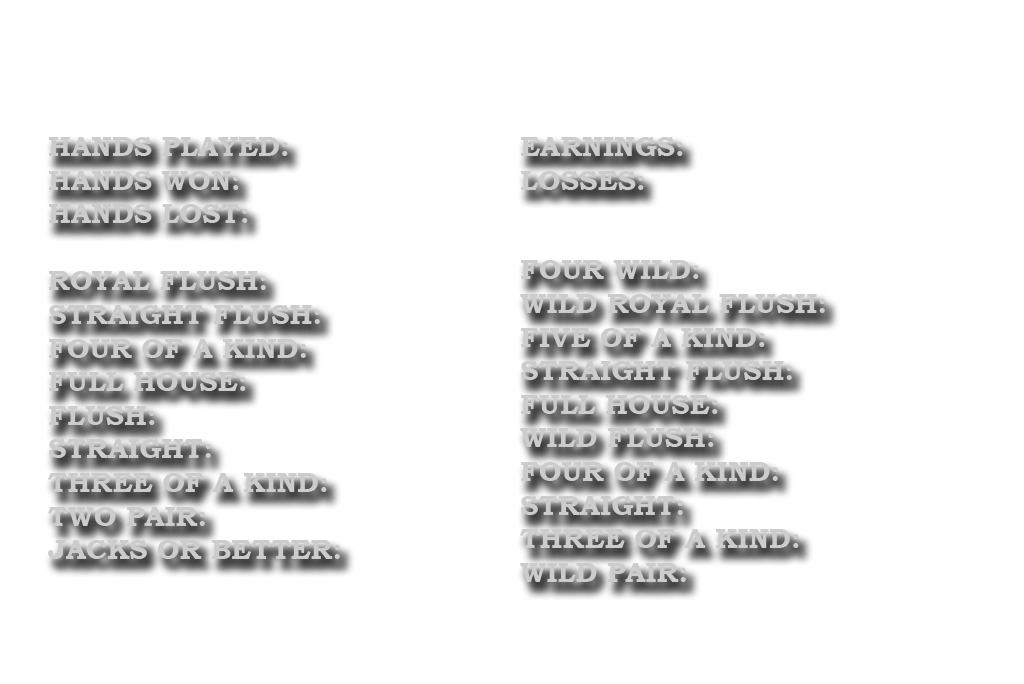 HANDS PLAYED:
HANDS WON:
HANDS LOST:
ROYAL FLUSH:
STRAIGHT FLUSH:
FOUR OF A KIND:
FULL HOUSE:
FLUSH:
STRAIGHT:
THREE OF A KIND:
TWO PAIR:
JACKS OR BETTER:
EARNINGS:
LOSSES:
FOUR WILD:
WILD ROYAL FLUSH:
FIVE OF A KIND:
STRAIGHT FLUSH:
FULL HOUSE:
WILD FLUSH:
FOUR OF A KIND:
STRAIGHT:
THREE OF A KIND:
WILD PAIR: